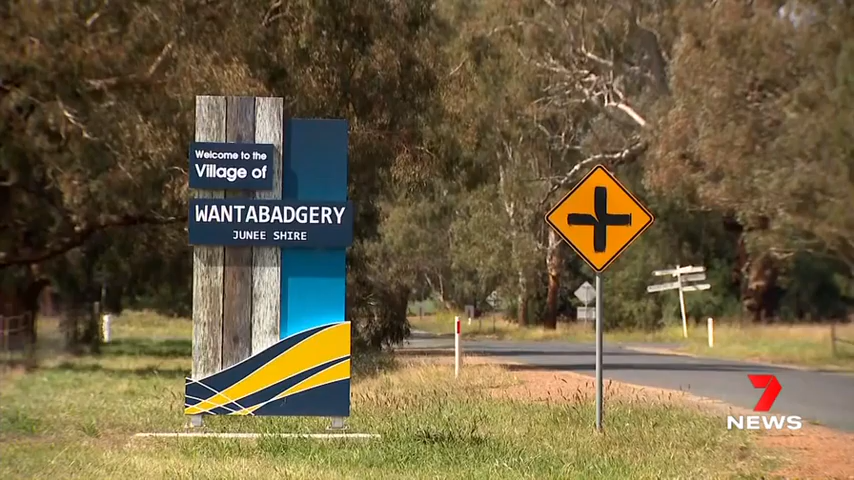 Welcome to the
Village of
WANTABADGERY
JUNEE SHIRE
7
NEWS